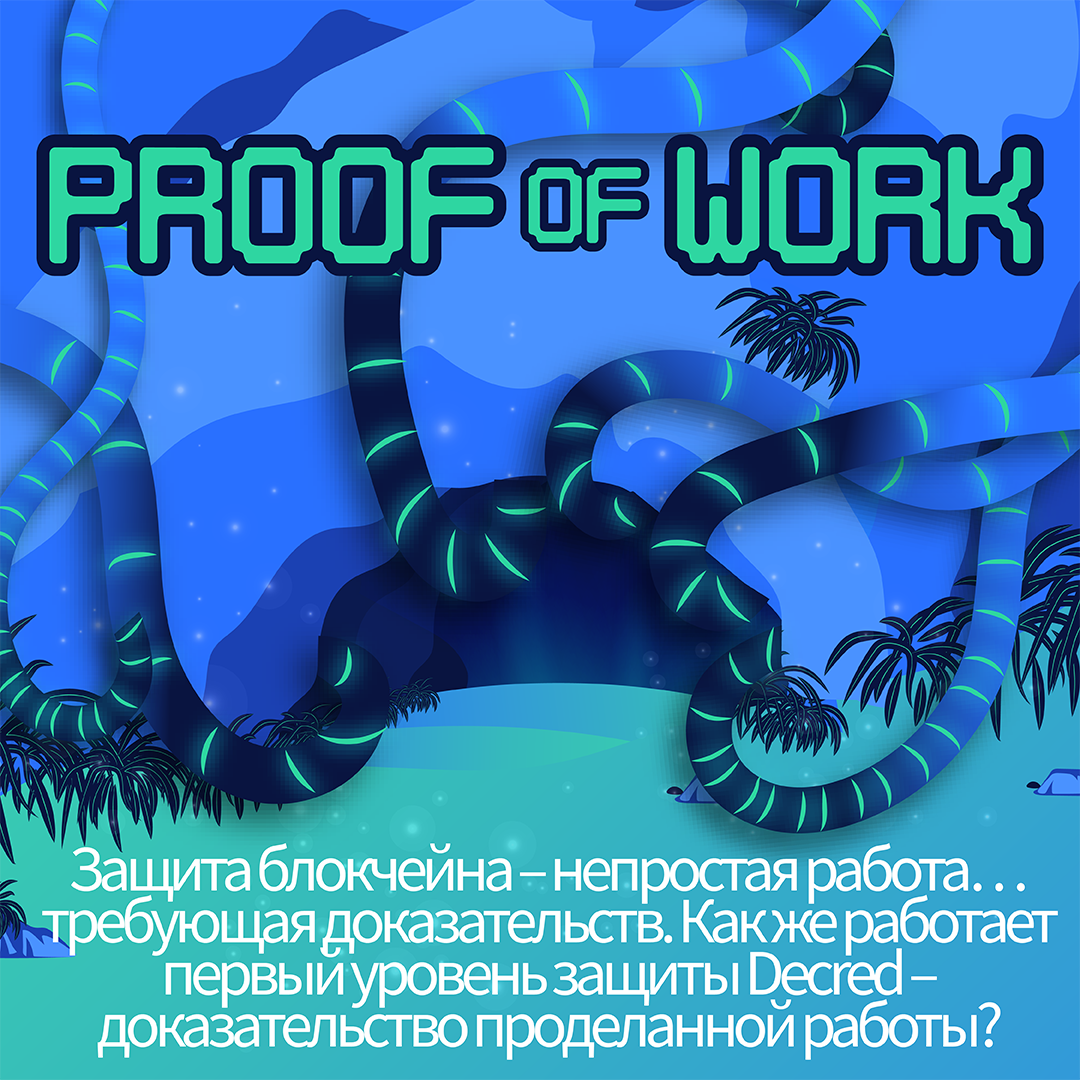 PROOF OF WORK
Защита блокчейна – непростая работа...
требующая доказательств. Как же работает
первый уровень защиты Decred –
доказательство проделанной работы?